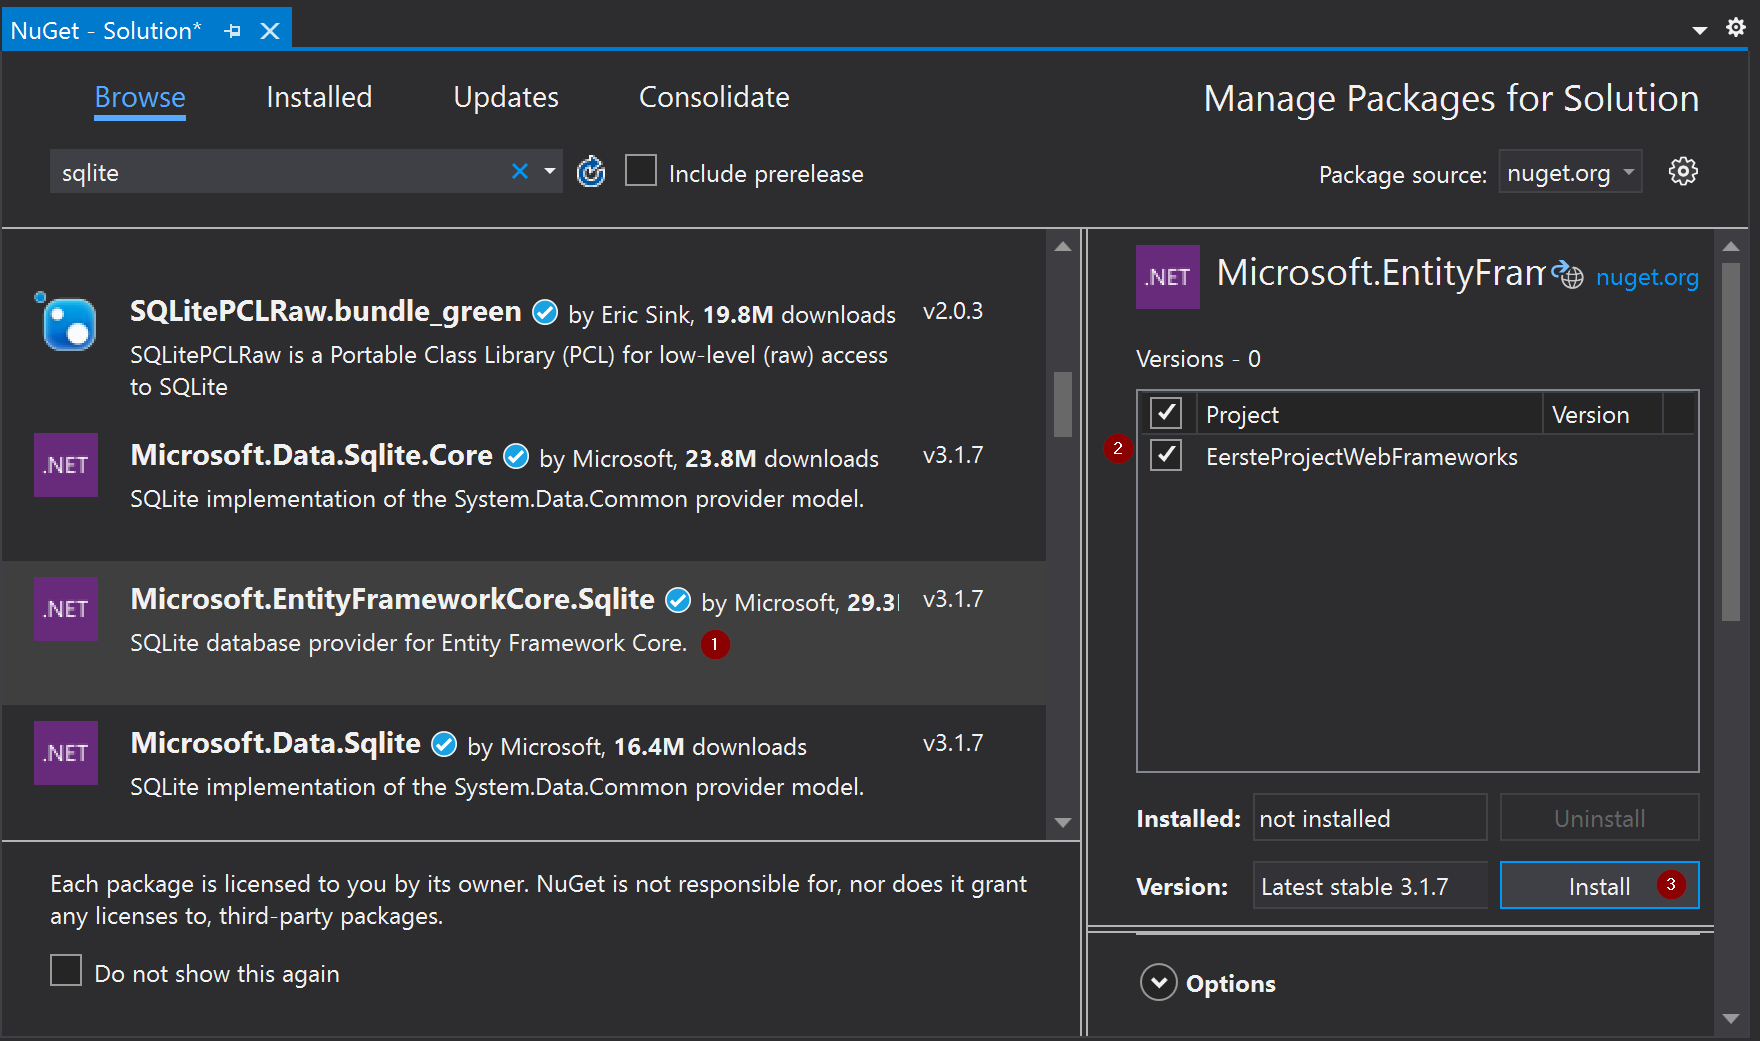 NuGet - Solution*
Browse Installed Updates Consolidate
Manage Packages for Solution
sqlite
Include prerelease
Package source: nuget.org
SQLitePCLRaw.bundle_green by Eric Sink, 19.8M downloads v2.0.3
SQLitePCLRaw is a Portable Class Library (PCL) for low-level (raw) access
to SQLite
.NET
Microsoft.Data.Sqlite.Core by Microsoft, 23.8M downloads v3.1.7
SQLite implementation of the System.Data.Common provider model.
.NET
Microsoft.EntityFrameworkCore.Sqlite by Microsoft, 29.3 v3.1.7
SQLite database provider for Entity Framework Core. 1
.NET
Microsoft.Data.Sqlite by Microsoft, 16.4M downloads v3.1.7
SQLite implementation of the System.Data.Common provider model.
Each package is licensed to you by its owner. NuGet is not responsible for, nor does it grant
any licenses to, third-party packages.
Do not show this again
.NET
Microsoft.EntityFram nuget.org
Versions - 0
Project Version
2 EersteProjectWebFrameworks
Installed: not installed Uninstall
Version: Latest stable 3.1.7 Install 3
Options